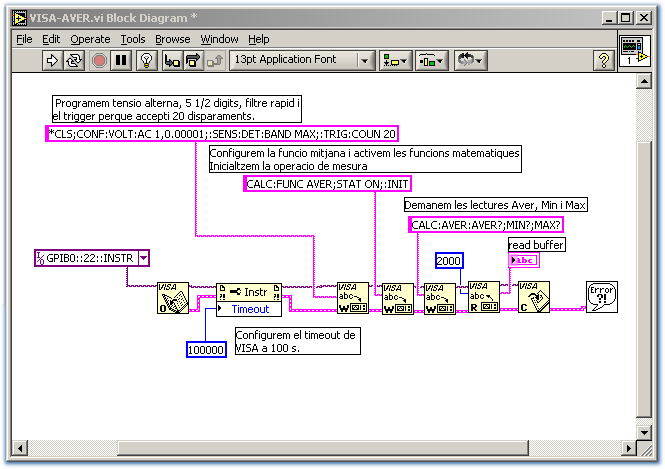 VISA-AVER.vi Block Diagram *
File Edit Operate Tools Browse Window Help
13pt Application Font
?
1
Programem tensio alterna, 5 1/2 digits, filtre rapid i
el trigger perque accepti 20 disparaments.
*CLS;CONF:VOLT:AC 1,0.00001;:SENS:DET:BAND MAX;:TRIG:COUN 20
Configurem la funcio mitjana i activem les funcions matematiques
Inicialtzem la operacio de mesura
CALC:FUNC AVER;STAT ON;:INIT
Demanem les lectures Aver, Min i Max
CALC:AVER:AVER?;MIN?;MAX?
read buffer
abc
I/O GPIB0::22::INSTR
2000
VISA
O
?! Instr ?!
Timeout
VISA
abc
W
VISA
abc
W
VISA
abc
W
VISA
abc
R
VISA
C
Error
?!
100000
Configurem el timeout de
VISA a 100 s.